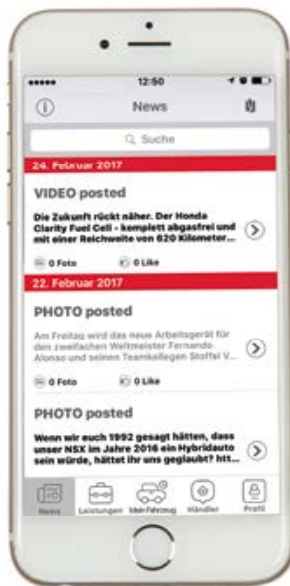 12:50
News
Suche
24. Februar 2017
VIDEO posted
Die Zukunft rückt näher. Der Honda
Clarity Fuel Cell - komplett abgasfrei und
mit einer Reichweite von 620 Kilometer...
0 Foto 0 Like
22. Februar 2017
PHOTO posted
Am Freitag wird das neue Arbeitsgerät für
den zweifachen Weltmeister Fernando
Alonso und seinen Teamkollegen Stoffel V...
0 Foto 0 Like
PHOTO posted
Wenn wir euch 1992 gesagt hätten, dass
unser NSX im Jahre 2016 ein Hybridauto
sein würde, hättet ihr uns geglaubt? htt...
News Leistungen Mein Fahrzeug Händler Profil